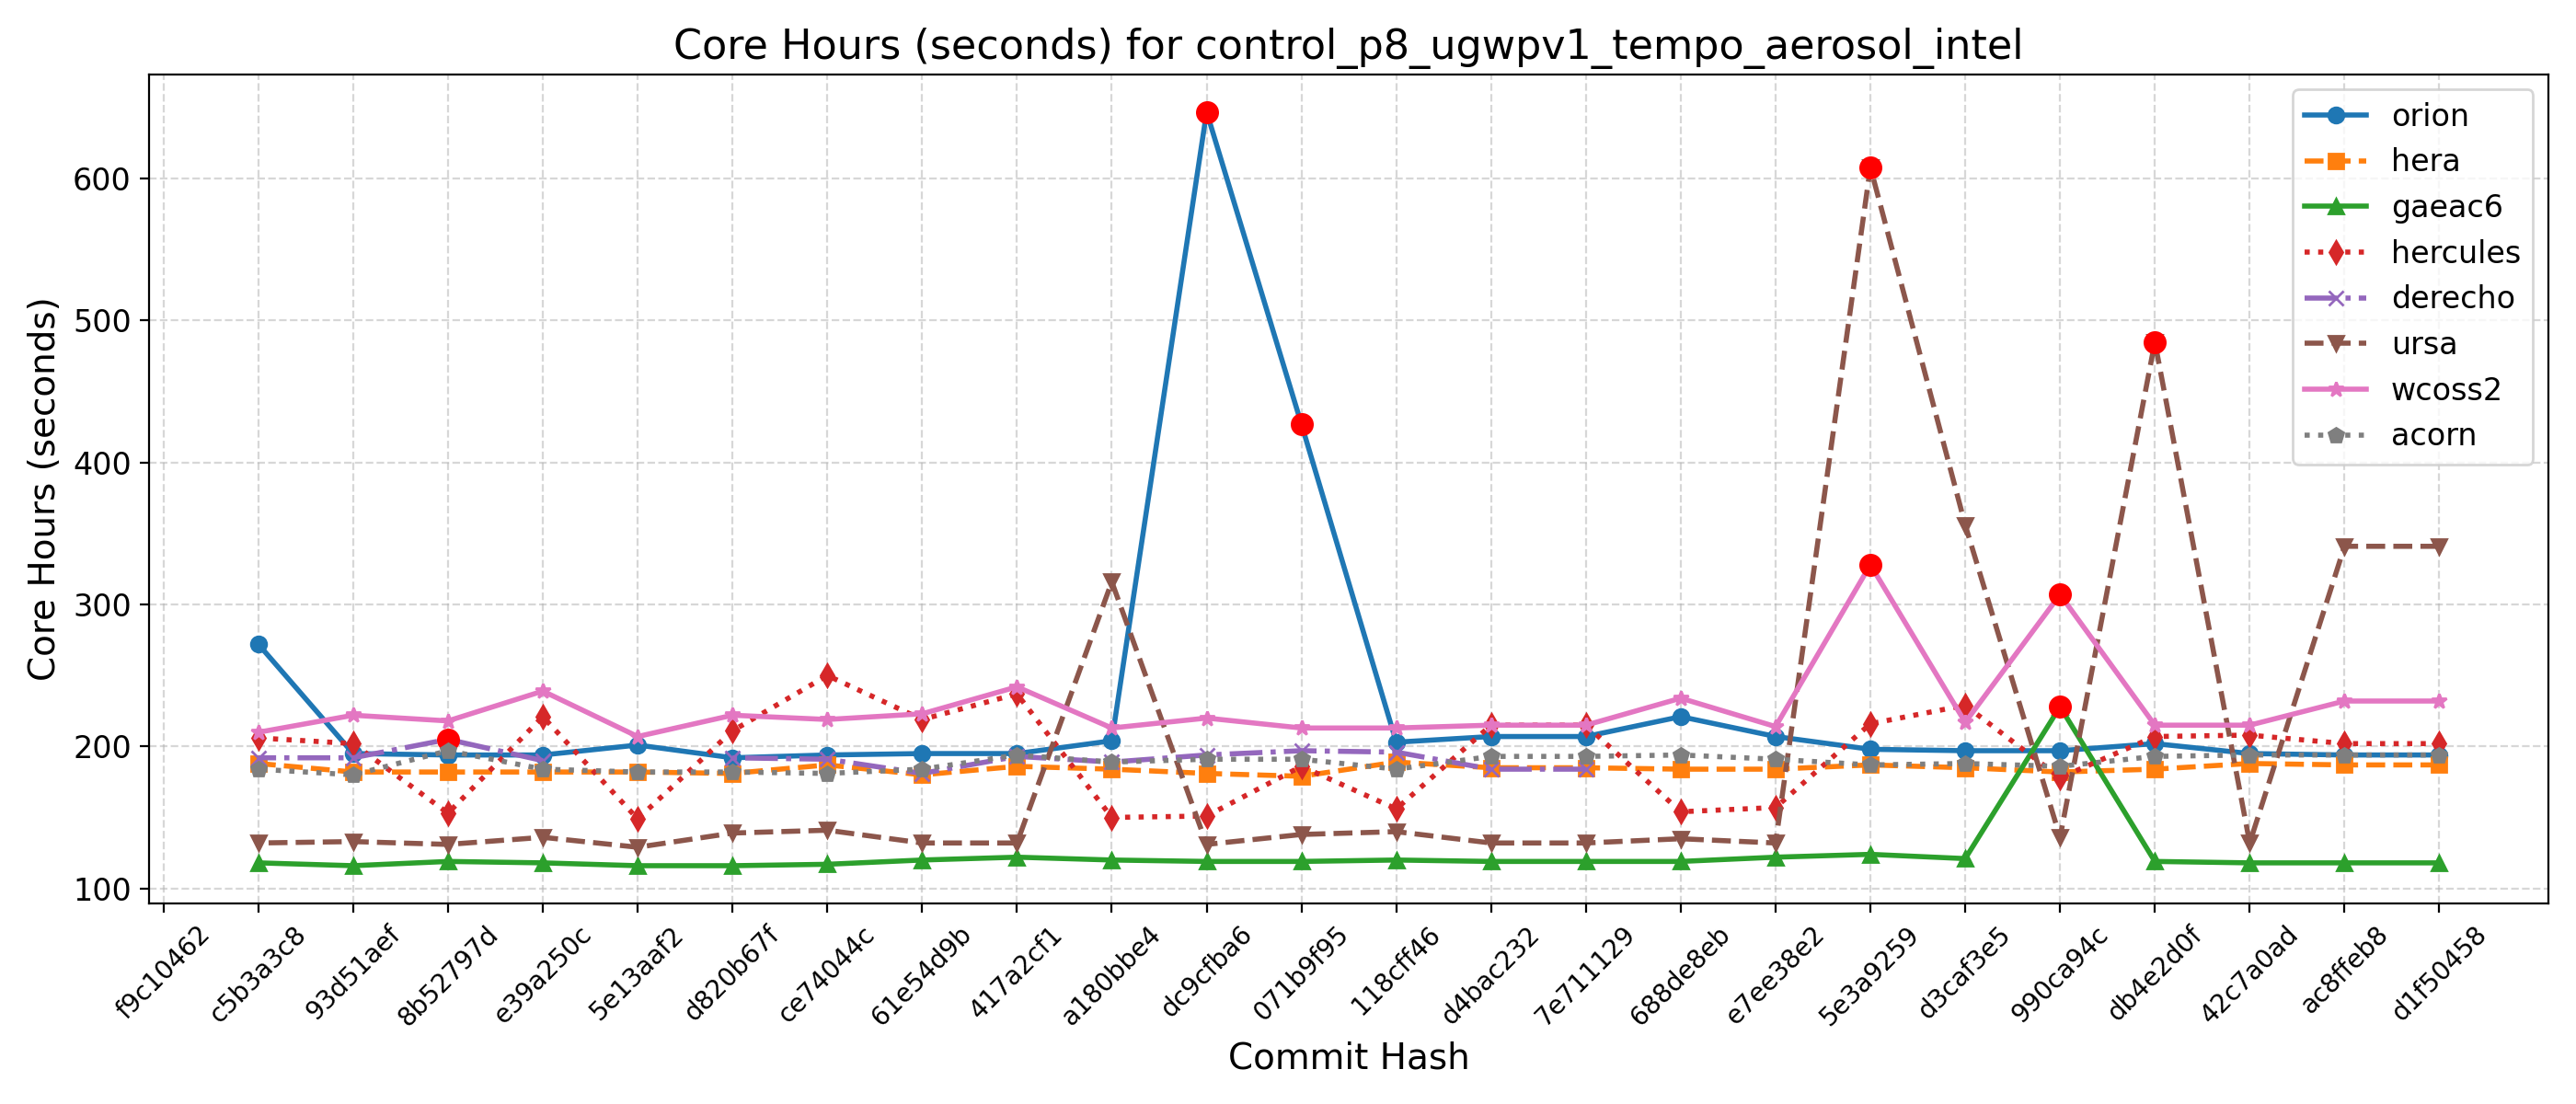 Core Hours (seconds) for control_p8_ugwpv1_tempo_aerosol_intel
Core Hours (seconds)
600
500
400
300
200
100
orion
hera
gaeac6
hercules
derecho
ursa
wcoss2
acorn
f9c10462
c5b3a3c8
93d51aef
8b52797d
e39a250c
5e13aaf2
d820b67f
ce74044c
61e54d9b
417a2cf1
a180bbe4
dc9cfba6
071b9f95
118cff46
d4bac232
7e711129
688de8eb
e7ee38e2
5e3a9259
d3caf3e5
990ca94c
db4e2d0f
42c7a0ad
ac8ffeb8
d1f50458
Commit Hash